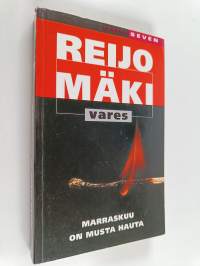 SEVEN
REIJO
MÄKI
vares
MARRASKUU
ON MUSTA HAUTA